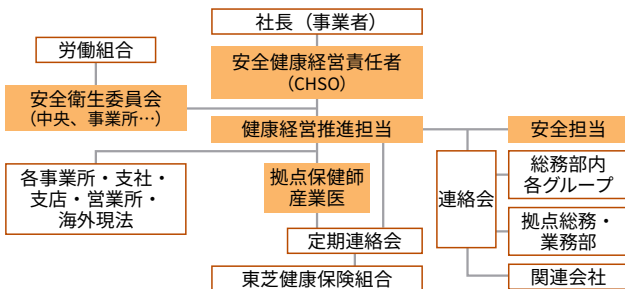 社長（事業者）
労働組合
安全健康経営責任者
（CHSO）
安全衛生委員会
（中央、事業所…）
健康経営推進担当
安全担当
各事業所・支社・
支店・営業所・
海外現法
拠点保健師
産業医
連絡会
総務部内
各グループ
拠点総務・
業務部
定期連絡会
関連会社
東芝健康保険組合